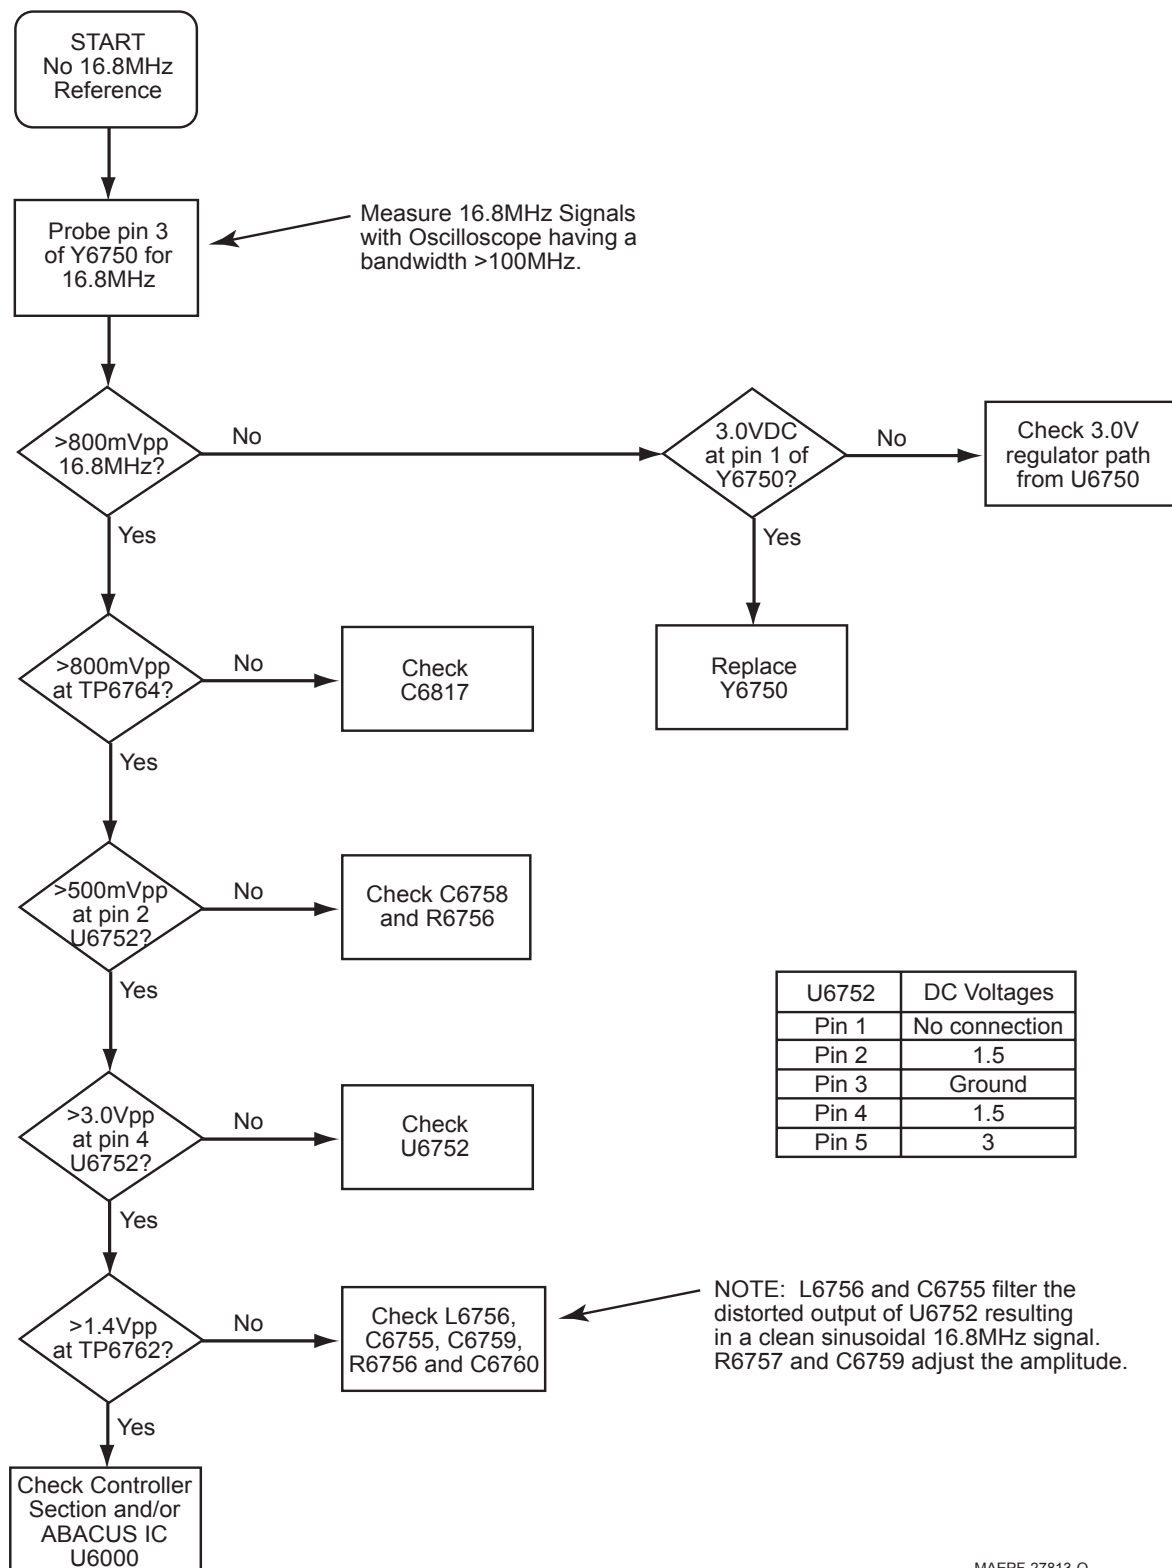 START
No 16.8MHz
Reference
Probe pin 3
of Y6750 for
16.8MHz
Measure 16.8MHz Signals
with Oscilloscope having a
bandwidth >100MHz.
>800mVpp
16.8MHz?
No
Yes
3.0VDC
at pin 1 of
Y6750?
No
Yes
Check 3.0V
regulator path
from U6750
Replace
Y6750
>800mVpp
at TP6764?
No
Yes
Check
C6817
>500mVpp
at pin 2
U6752?
No
Yes
Check C6758
and R6756
U6752 DC Voltages
Pin 1 No connection
Pin 2 1.5
Pin 3 Ground
Pin 4 1.5
Pin 5 3
>3.0Vpp
at pin 4
U6752?
No
Yes
Check
U6752
>1.4Vpp
at TP6762?
No
Yes
Check L6756,
C6755, C6759,
R6756 and C6760
NOTE: L6756 and C6755 filter the
distorted output of U6752 resulting
in a clean sinusoidal 16.8MHz signal.
R6757 and C6759 adjust the amplitude.
Check Controller
Section and/or
ABACUS IC
U6000